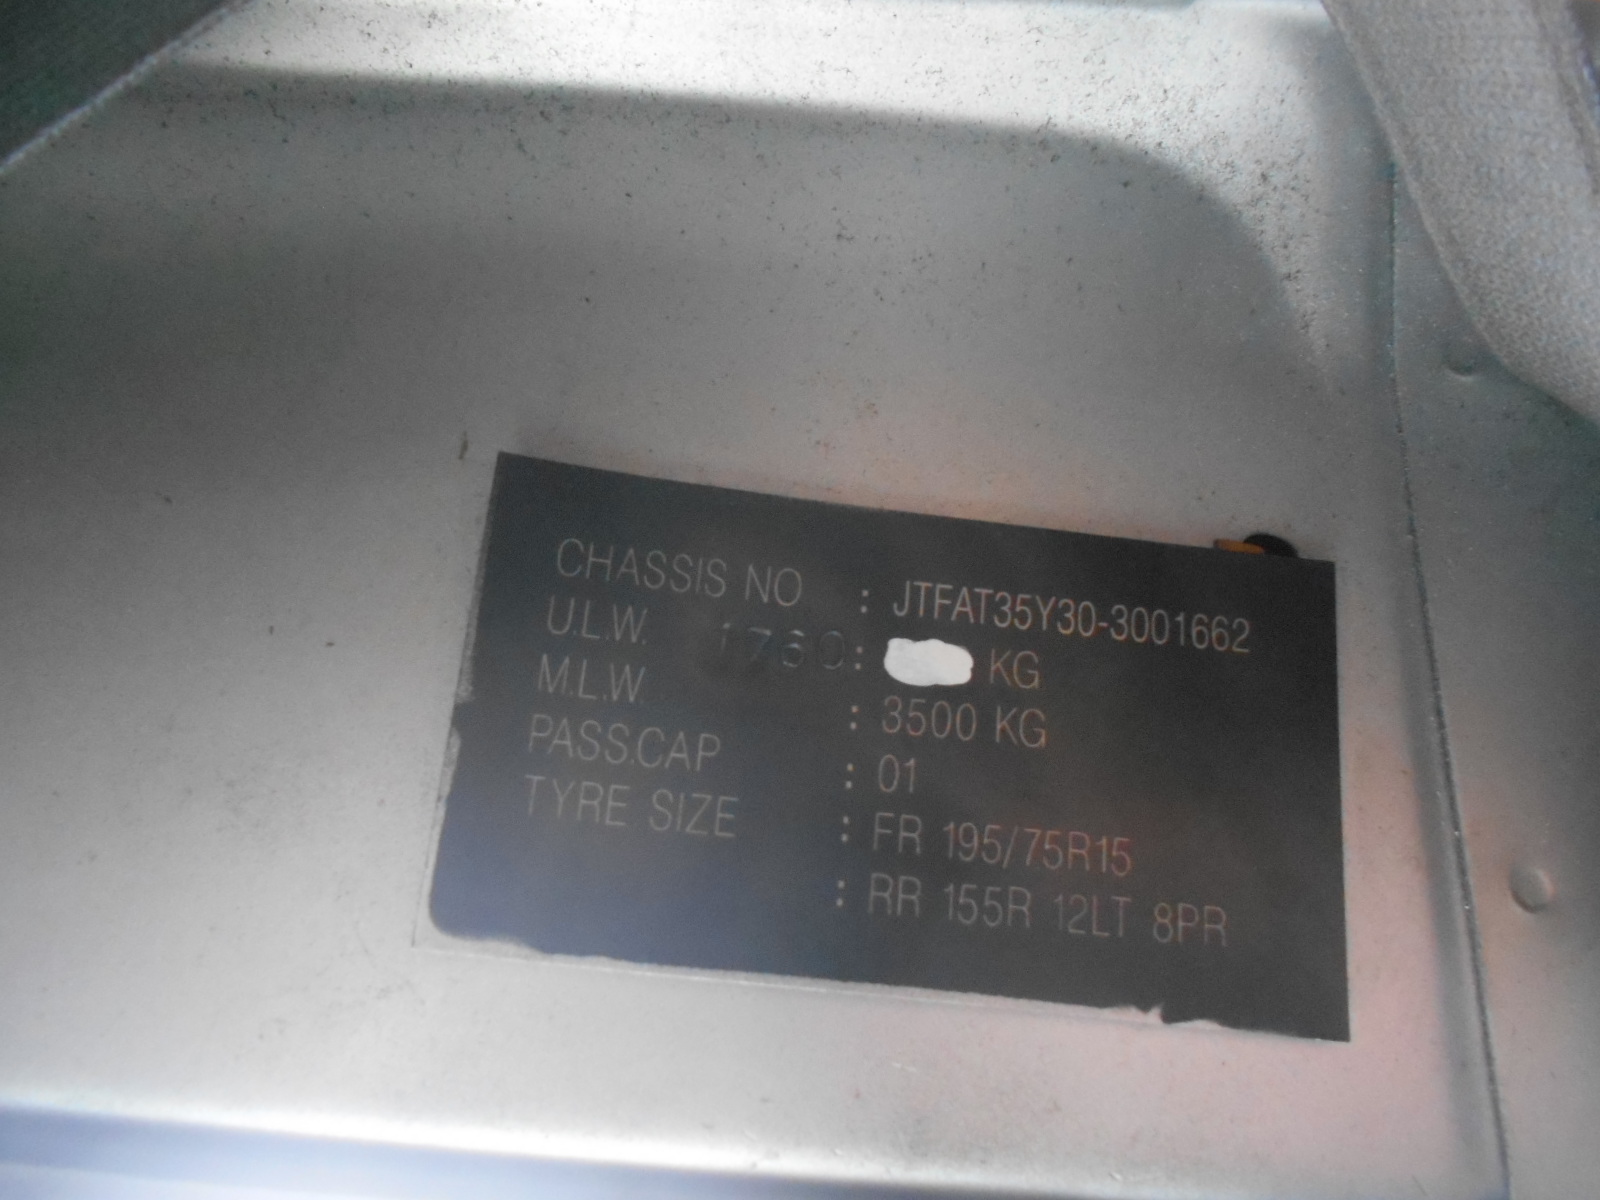 CHASSIS NO : JTFAT35Y30-3001662
U.L.W. 1760 : KG
M.L.W : 3500 KG
PASS.CAP : 01
TYRE SIZE : FR 195/75R15
: RR 155R 12LT 8PR